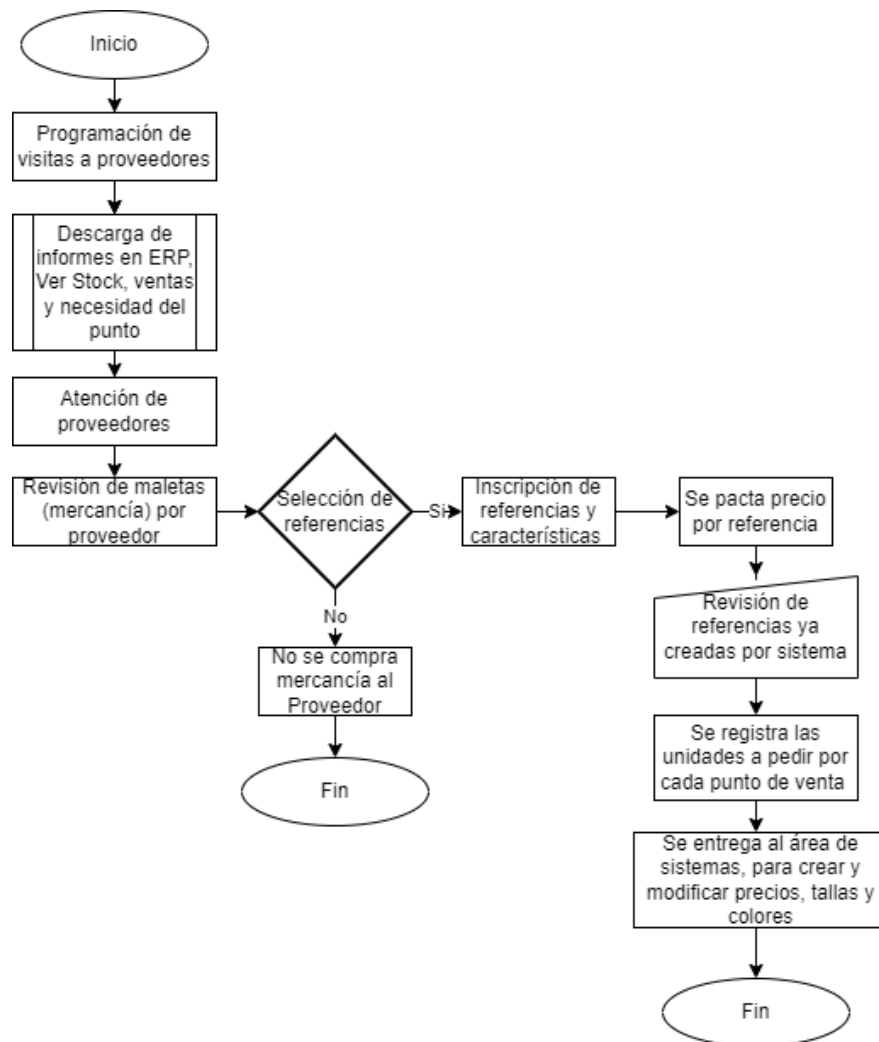 Inicio
Programación de
visitas a proveedores
Descarga de
informes en ERP,
Ver Stock, ventas
y necesidad del
punto
Atención de
proveedores
Revisión de maletas
(mercancía) por
proveedor
Selección de
referencias
Si
Inscripción de
referencias y
características
Se pacta precio
por referencia
No
No se compra
mercancía al
Proveedor
Fin
Revisión de
referencias ya
creadas por sistema
Se registra las
unidades a pedir por
cada punto de venta
Se entrega al área de
sistemas, para crear y
modificar precios, tallas y
colores
Fin